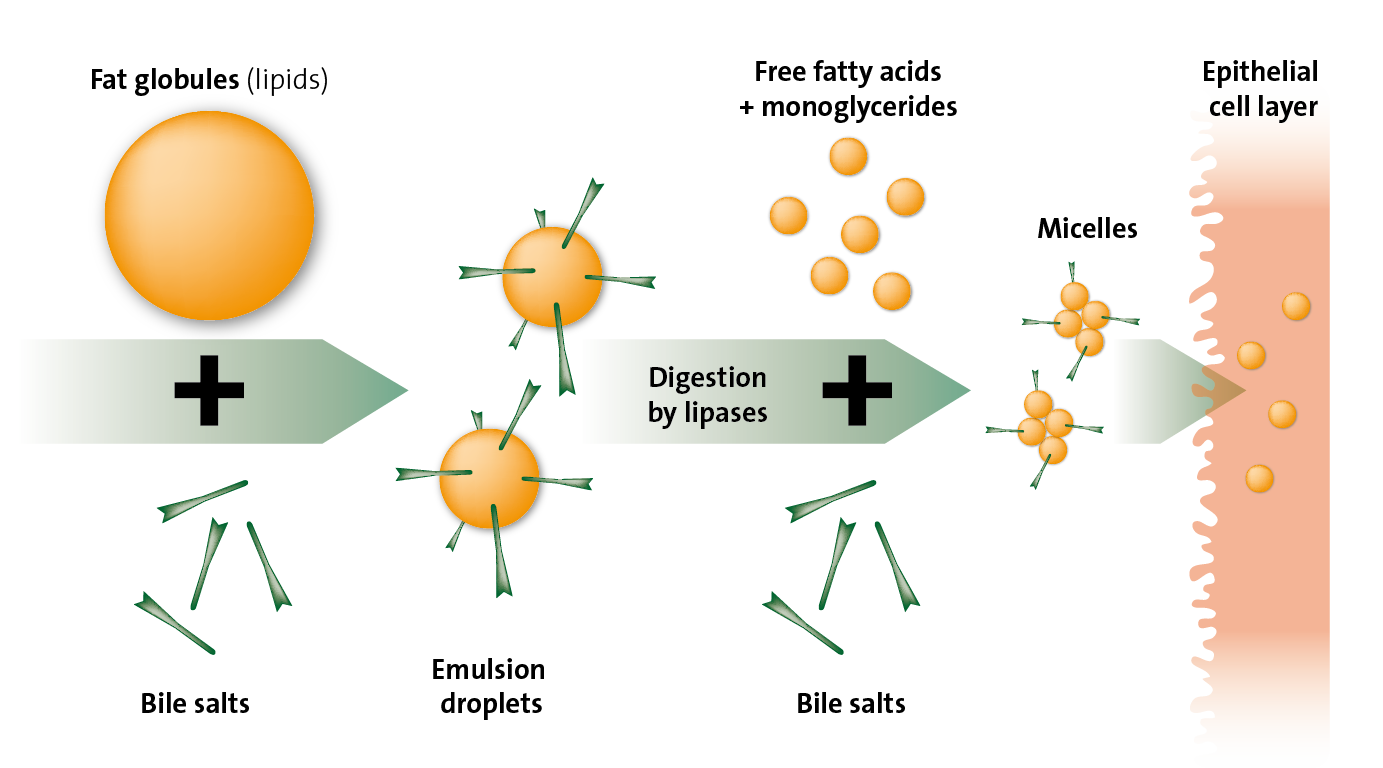 Fat globules (lipids)
Bile salts
Emulsion
droplets
Digestion
by lipases
Free fatty acids
+ monoglycerides
Bile salts
Micelles
Epithelial
cell layer